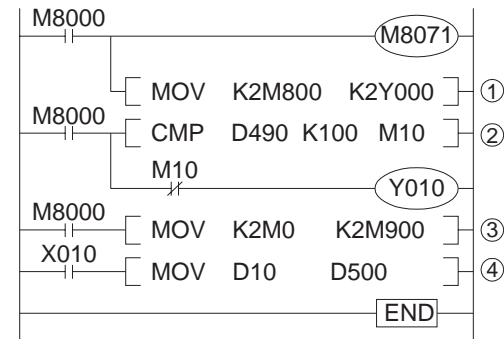 M8000
M8071
MOV K2M800 K2Y000 ①
M8000
CMP D490 K100 M10 ②
M10
Y010
M8000
MOV K2M0 K2M900 ③
X010
MOV D10 D500 ④
END